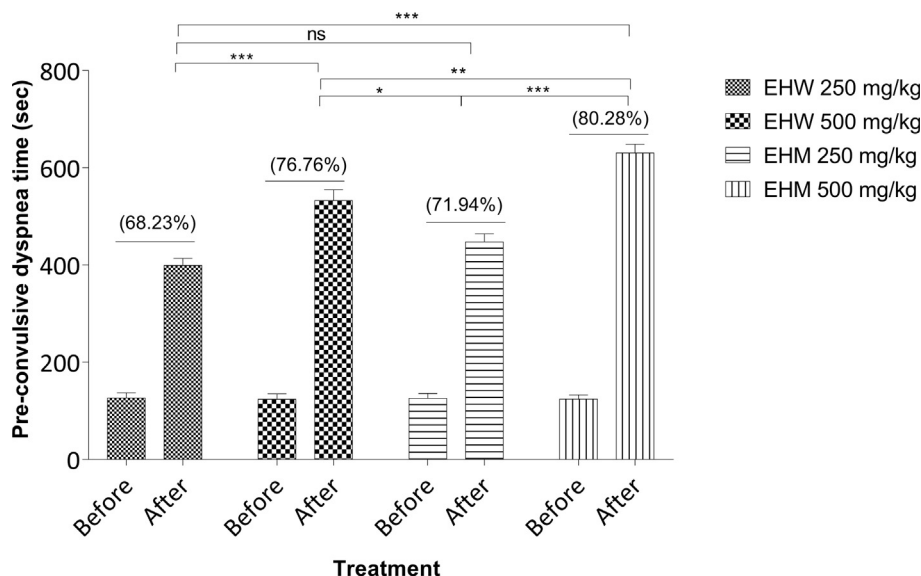 ***
ns
***
**
*
***
800
600
400
200
0
Pre-convulsive dyspnea time (sec)
(68.23%)
(76.76%)
(71.94%)
(80.28%)
EHW 250 mg/kg
EHW 500 mg/kg
EHM 250 mg/kg
EHM 500 mg/kg
Before
After
Before
After
Before
After
Before
After
Treatment